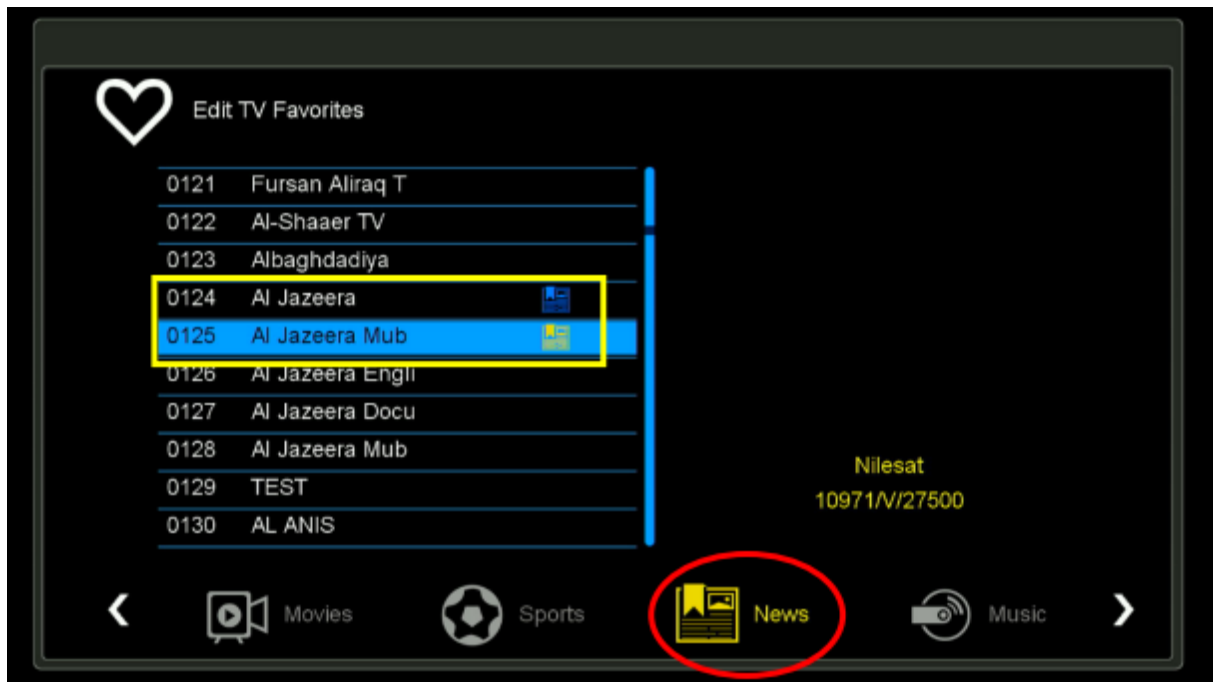 Edit TV Favorites
0121 Fursan Aliraq T
0122 Al-Shaaer TV
0123 Albaghdadiya
0124 Al Jazeera
0125 Al Jazeera Mub
0126 Al Jazeera Engli
0127 Al Jazeera Docu
0128 Al Jazeera Mub
0129 TEST
0130 AL ANIS
Nilesat
10971/V/27500
Movies Sports News Music